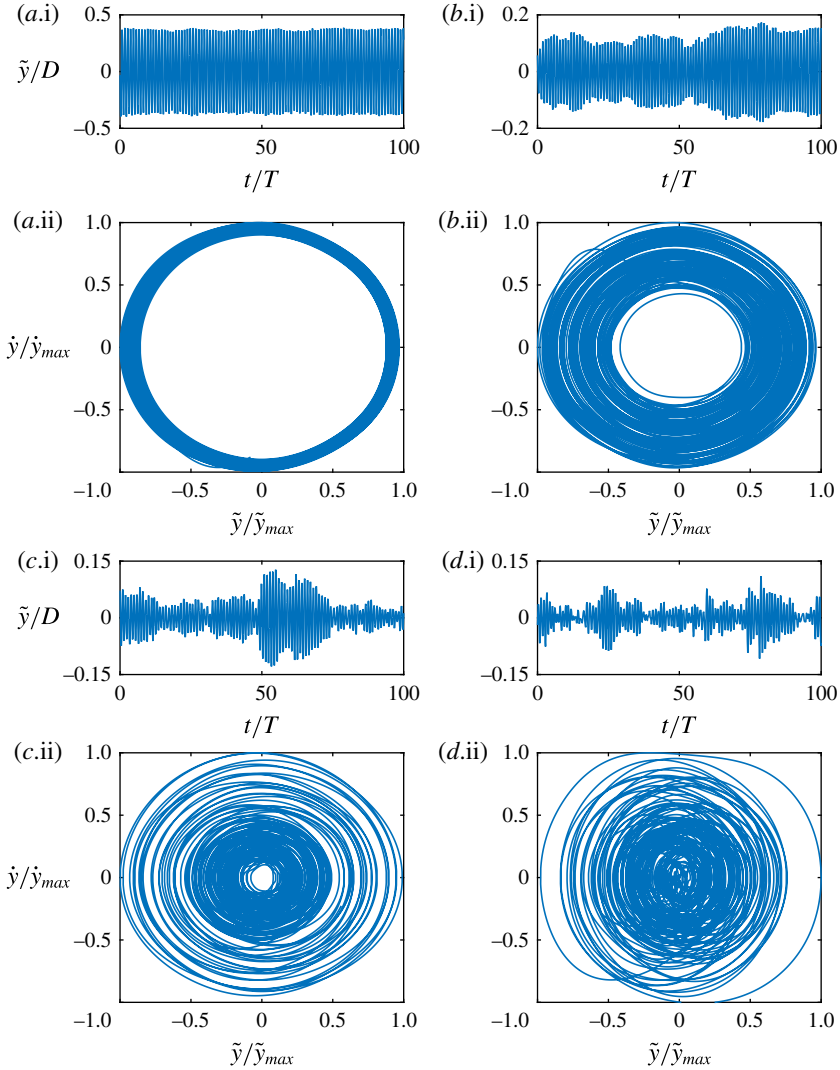 (a.i) (b.i)
0.5 0.2
ỹ/D 0 0
–0.5 –0.2
0 50 100 0 50 100
t/T t/T
(a.ii) (b.ii)
1.0 1.0
0.5 0.5
ẏ/ẏmax 0 0
–0.5 –0.5
–1.0 –0.5 0 0.5 1.0 –1.0 –0.5 0 0.5 1.0
ỹ/ỹmax ỹ/ỹmax
(c.i) (d.i)
0.15 0.15
ỹ/D 0 0
–0.15 –0.15
0 50 100 0 50 100
t/T t/T
(c.ii) (d.ii)
1.0 1.0
0.5 0.5
ẏ/ẏmax 0 0
–0.5 –0.5
–1.0 –0.5 0 0.5 1.0 –1.0 –0.5 0 0.5 1.0
ỹ/ỹmax ỹ/ỹmax